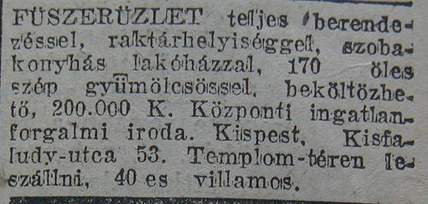 FÜSZERÜZLET teljes berende-
zéssel, raktárhelyiséggel, szoba-
konyhás lakóházzal, 170 öles
szép gyümölcsössel, beköltözhe-
tő, 200.000 K. Központi ingatlan-
forgalmi iroda. Kispest, Kisfa-
ludy-utca 53. Templom-téren le-
szállni, 40 es villamos.